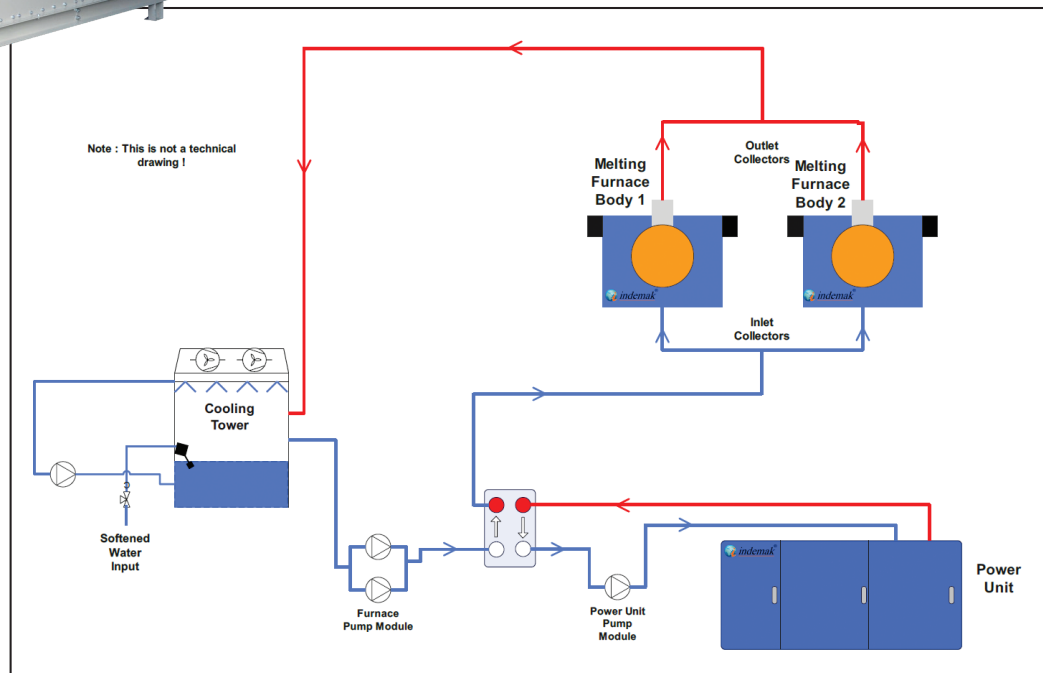 Note : This is not a technical
drawing !
Outlet
Collectors
Melting
Furnace
Body 1
Melting
Furnace
Body 2
indemak®
indemak®
Inlet
Collectors
Cooling
Tower
Softened
Water
Input
Furnace
Pump Module
Power Unit
Pump
Module
indemak®
Power
Unit